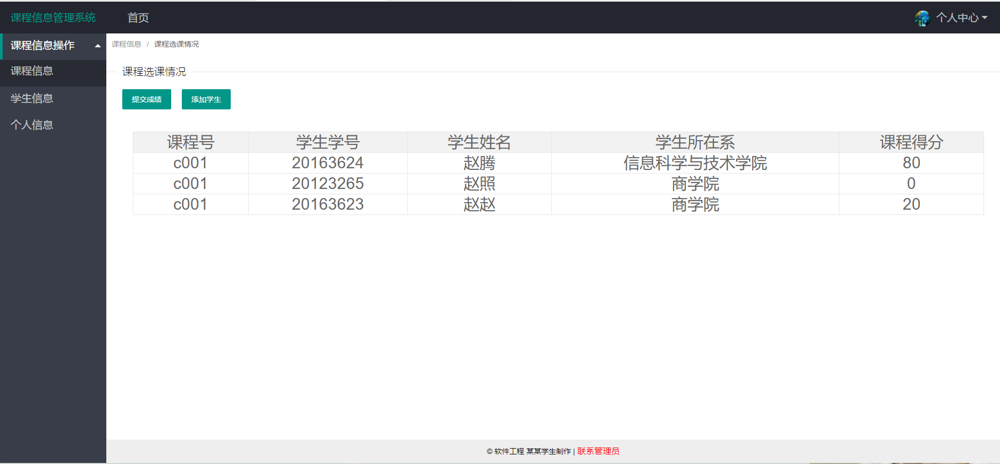 课程信息管理系统 首页 个人中心
课程信息操作
课程信息
学生信息
个人信息
课程信息 / 课程选课情况
课程选课情况
提交成绩 添加学生
课程号 学生学号 学生姓名 学生所在系 课程得分
c001 20163624 赵腾 信息科学与技术学院 80
c001 20123265 赵照 商学院 0
c001 20163623 赵赵 商学院 20
© 软件工程 某某学生制作 | 联系管理员